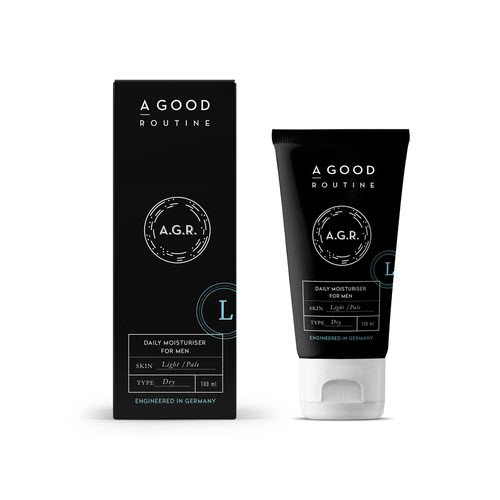 A GOOD
ROUTINE
A.G.R.
L
DAILY MOISTURISER
FOR MEN
SKIN Light / Pale
TYPE Dry 100 ml
ENGINEERED IN GERMANY
A GOOD
ROUTINE
A.G.R.
L
DAILY MOISTURISER
FOR MEN
SKIN Light / Pale
TYPE Dry 100 ml
ENGINEERED IN GERMANY